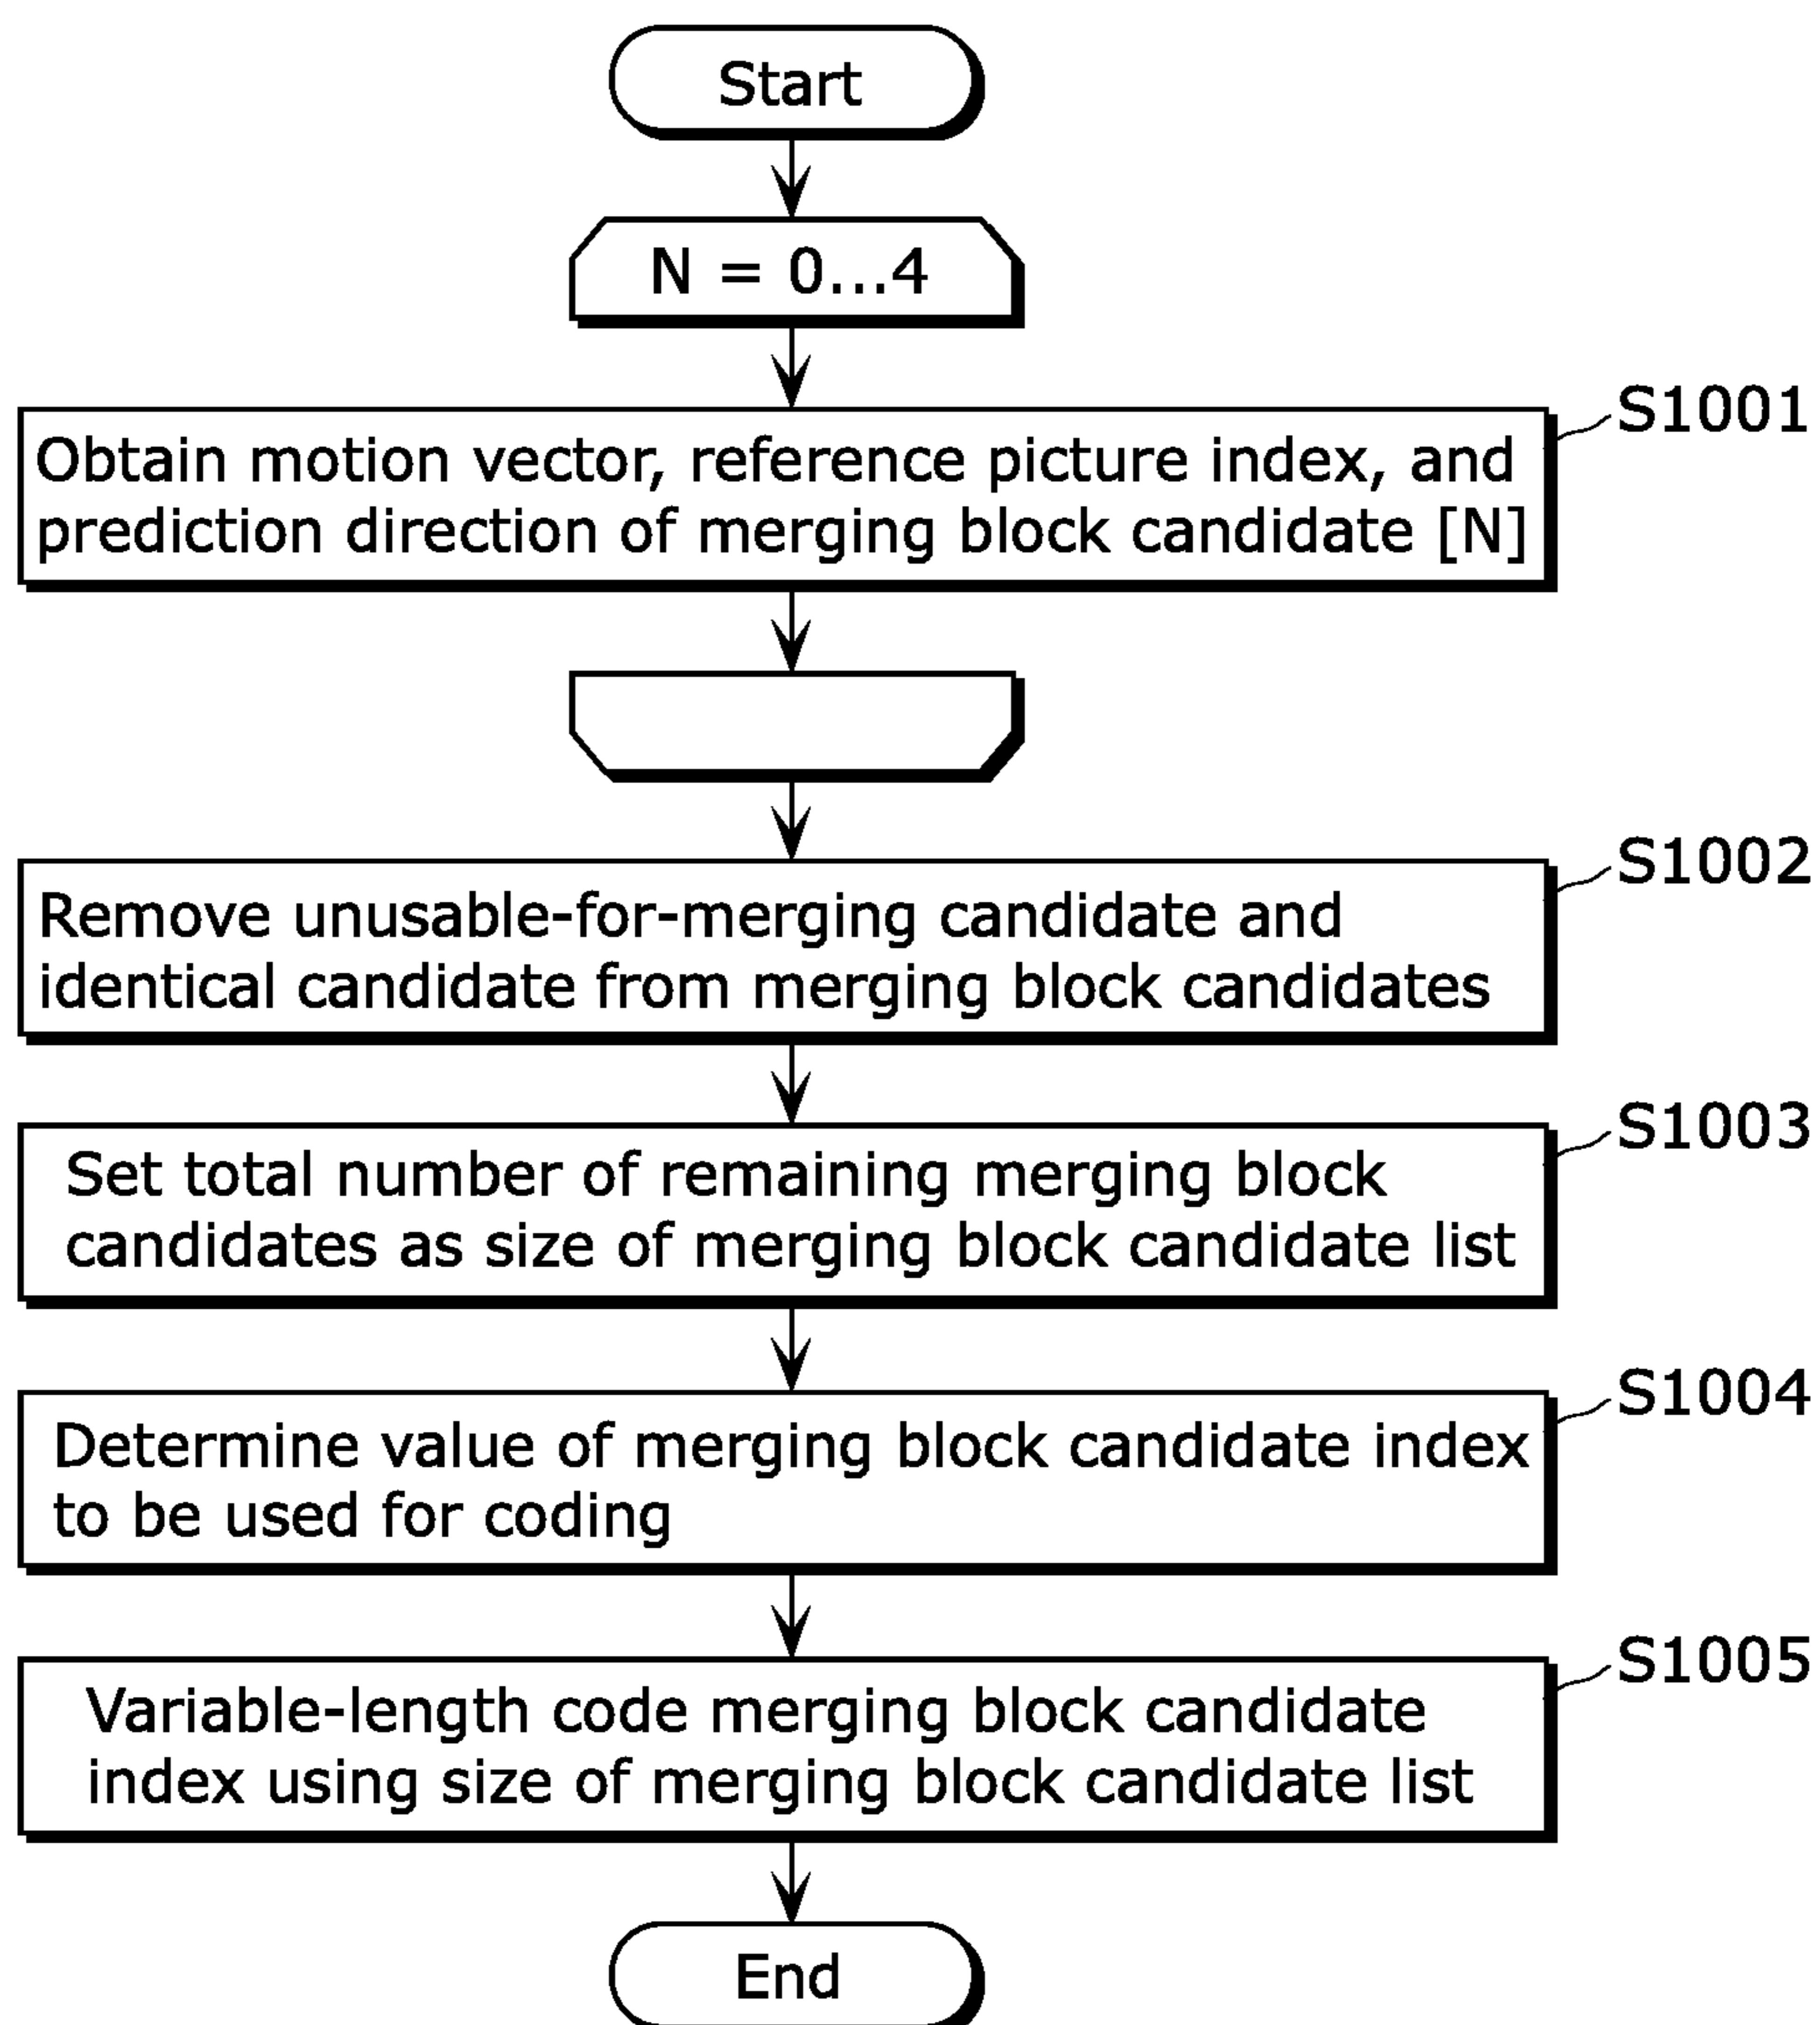 Start
N = 0...4
S1001
Obtain motion vector, reference picture index, and
prediction direction of merging block candidate [N]
S1002
Remove unusable-for-merging candidate and
identical candidate from merging block candidates
S1003
Set total number of remaining merging block
candidates as size of merging block candidate list
S1004
Determine value of merging block candidate index
to be used for coding
S1005
Variable-length code merging block candidate
index using size of merging block candidate list
End